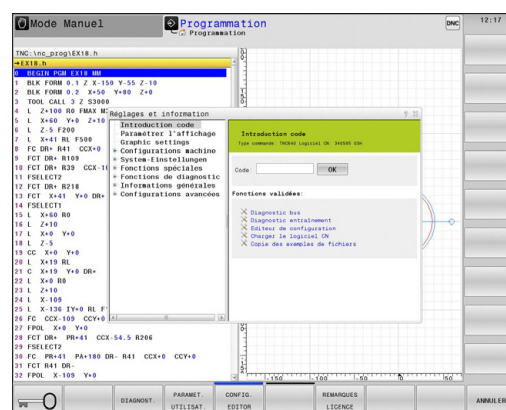 Mode Manuel
Programmation
Programmation
DNC
12:17
TNC:\nc_prog\EX18.h
→EX18.h
0 BEGIN PGM EX18 MM
1 BLK FORM 0.1 Z X-150 Y-55 Z-10
2 BLK FORM 0.2 X+50 Y+80 Z+0
3 TOOL CALL 3 Z S3000
4 L Z+100 R0 FMAX M3
5 L X+60 Y+0 Z+10
6 L Z-5 F200
7 L X+41 RL F500
8 FC DR+ R41 CCX+0
9 FCT DR+ R109
10 FCT DR+ R39 CCX-1
11 FSELECT2
12 FCT DR+ R218
13 FCT X+41 Y+0 DR+
14 FSELECT1
15 L X+60 R0
16 L Z+10
17 L X+0 Y+0
18 L Z-5
19 CC X+0 Y+0
20 L X+19 RL
21 C X+19 Y+0 DR+
22 L X+0 R0
23 L Z+10
24 L X-109
25 L X-136 IY+0 RL F
26 FC CCX-109 CCY+0
27 FPOL X+0 Y+0
28 FCT DR+ PR+41 CCX-54.5 R206
29 FSELECT2
30 FC PR+41 PA+180 DR- R41 CCX+0 CCY+0
31 FCT R41 DR-
32 FPOL X-109 Y+0
Réglages et information
Introduction code
Paramétrer l'affichage
Graphic settings
Configurations machine
System-Einstellungen
Fonctions spéciales
Fonctions de diagnostic
Informations générales
Configurations avancées
Introduction code
Type commande: TNC640 Logiciel CN: 340595 08H
Code:
OK
Fonctions validées:
Diagnostic bus
Diagnostic entraînement
Editeur de configuration
Charger le logiciel CN
Copie des exemples de fichiers
-150 -100 -50 0 50
DIAGNOST.
PARAMET. UTILISAT.
CONFIG. EDITOR
REMARQUES LICENCE
ANNULER